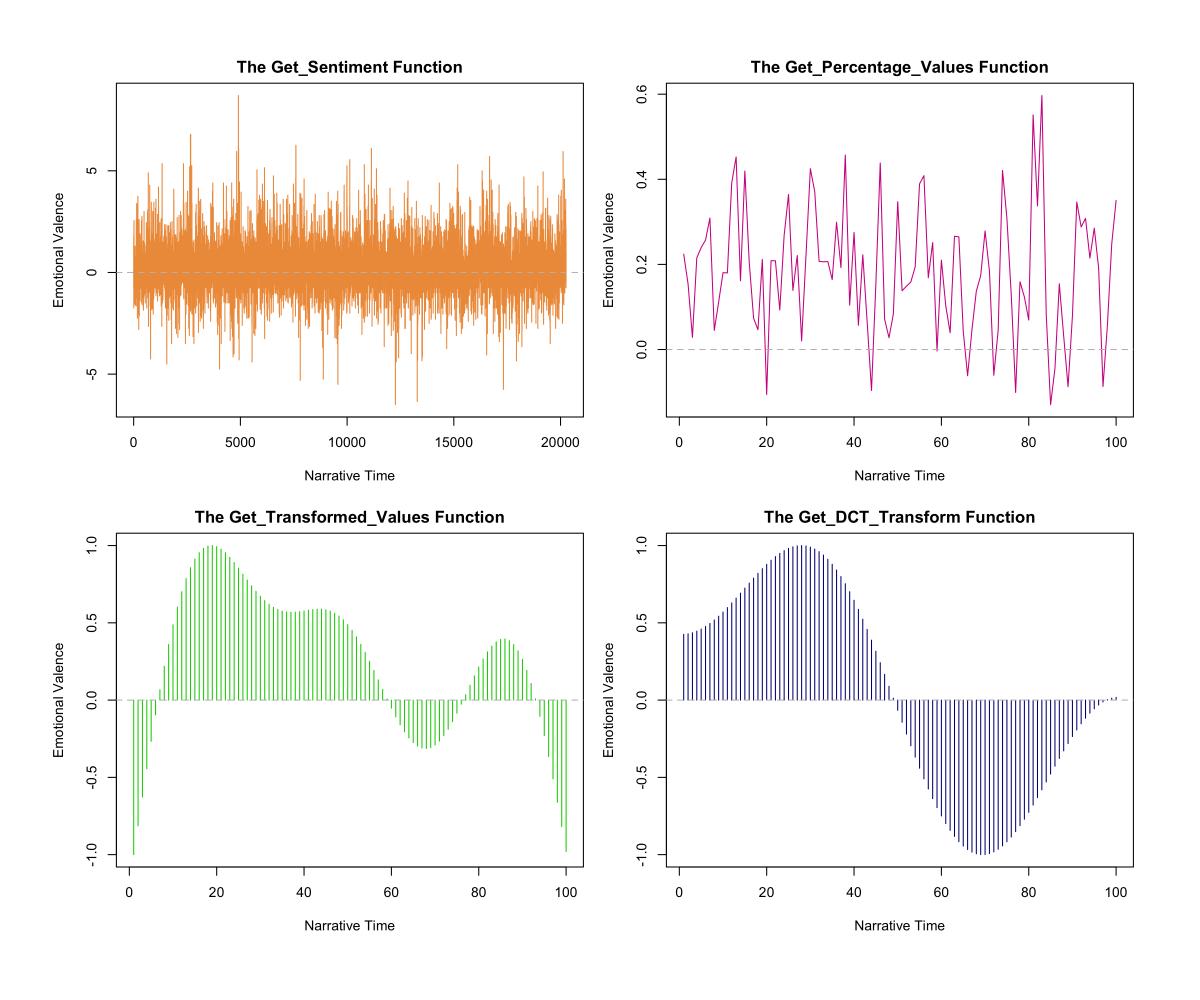 The Get_Sentiment Function
Emotional Valence
5
0
-5
0 5000 10000 15000 20000
Narrative Time
The Get_Percentage_Values Function
Emotional Valence
0.6
0.4
0.2
0.0
0 20 40 60 80 100
Narrative Time
The Get_Transformed_Values Function
Emotional Valence
1.0
0.5
0.0
-0.5
-1.0
0 20 40 60 80 100
Narrative Time
The Get_DCT_Transform Function
Emotional Valence
1.0
0.5
0.0
-0.5
-1.0
0 20 40 60 80 100
Narrative Time